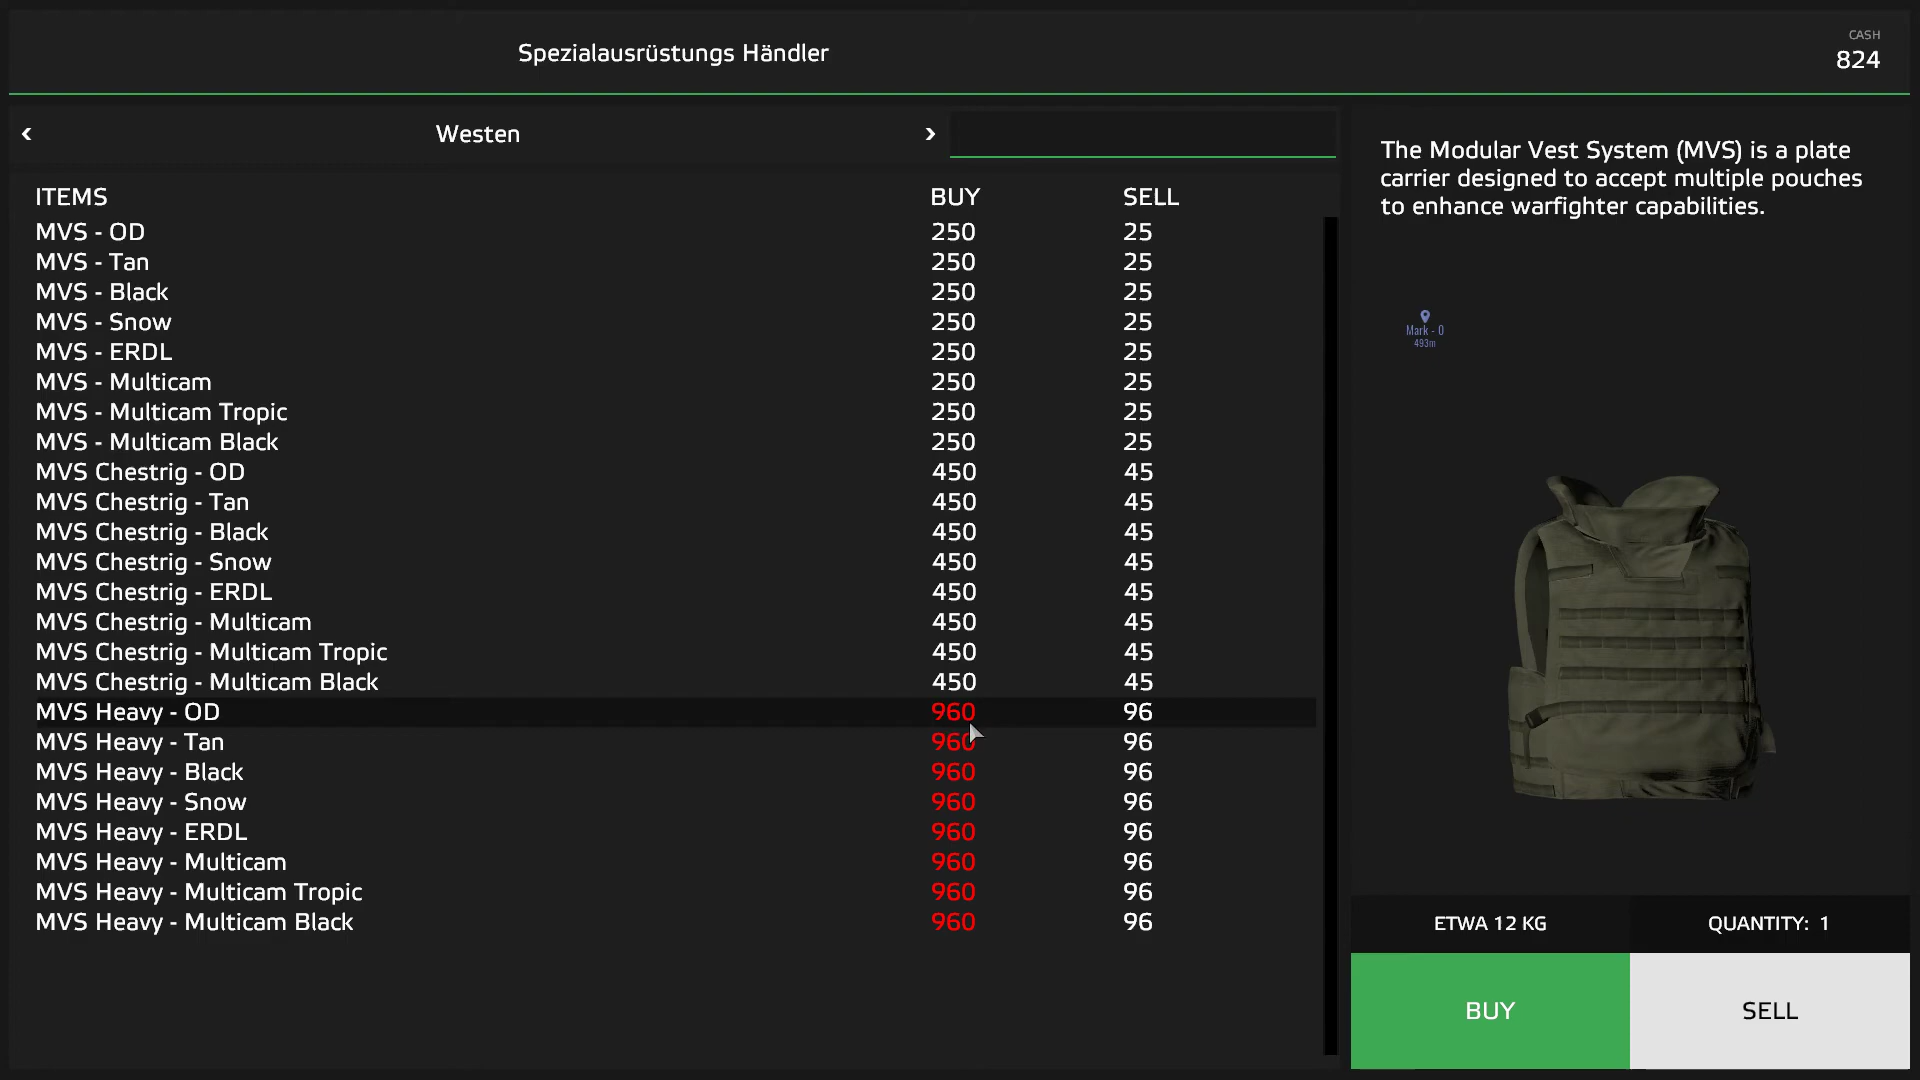 Spezialausrüstungs Händler
CASH
824
Westen
ITEMS BUY SELL
MVS - OD 250 25
MVS - Tan 250 25
MVS - Black 250 25
MVS - Snow 250 25
MVS - ERDL 250 25
MVS - Multicam 250 25
MVS - Multicam Tropic 250 25
MVS - Multicam Black 250 25
MVS Chestrig - OD 450 45
MVS Chestrig - Tan 450 45
MVS Chestrig - Black 450 45
MVS Chestrig - Snow 450 45
MVS Chestrig - ERDL 450 45
MVS Chestrig - Multicam 450 45
MVS Chestrig - Multicam Tropic 450 45
MVS Chestrig - Multicam Black 450 45
MVS Heavy - OD 960 96
MVS Heavy - Tan 960 96
MVS Heavy - Black 960 96
MVS Heavy - Snow 960 96
MVS Heavy - ERDL 960 96
MVS Heavy - Multicam 960 96
MVS Heavy - Multicam Tropic 960 96
MVS Heavy - Multicam Black 960 96
The Modular Vest System (MVS) is a plate
carrier designed to accept multiple pouches
to enhance warfighter capabilities.
Mark - 0
493m
ETWA 12 KG
QUANTITY: 1
BUY
SELL